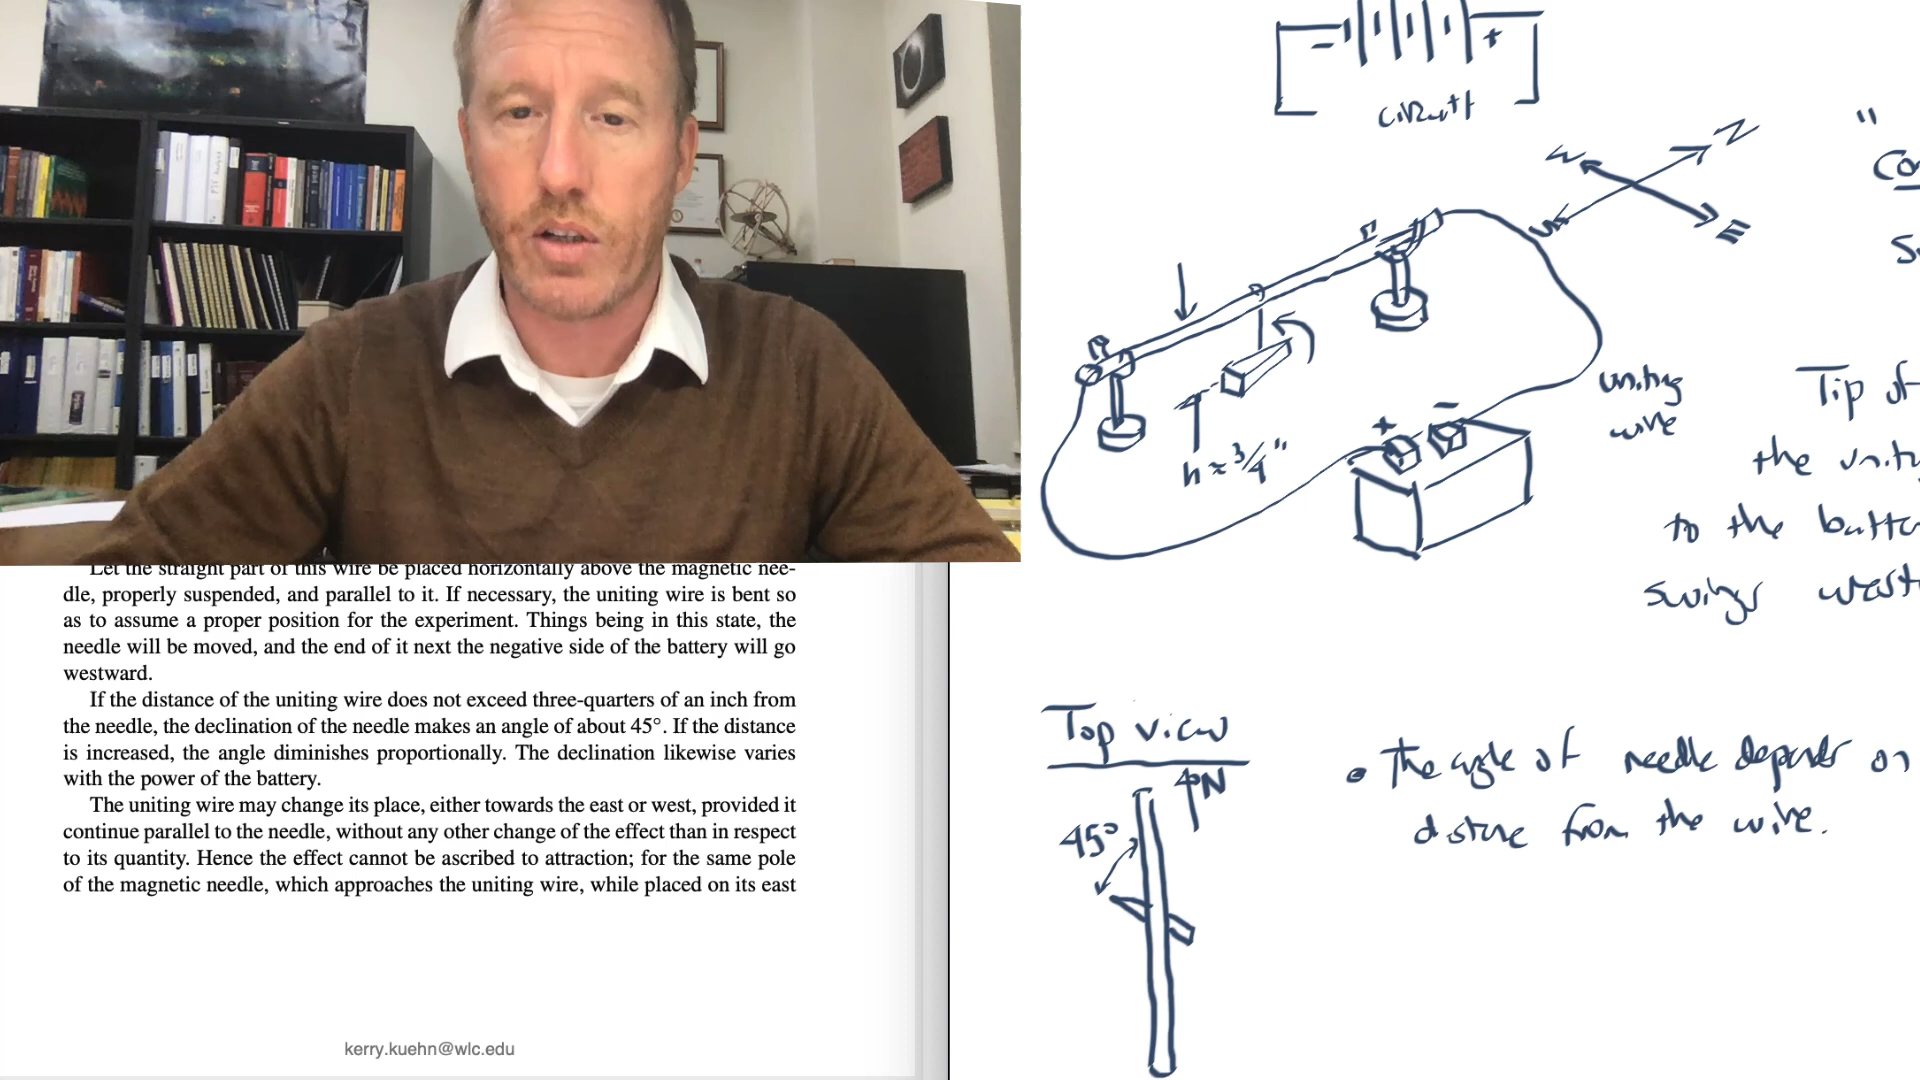 Let the straight part of this wire be placed horizontally above the magnetic nee-
dle, properly suspended, and parallel to it. If necessary, the uniting wire is bent so
as to assume a proper position for the experiment. Things being in this state, the
needle will be moved, and the end of it next the negative side of the battery will go
westward.
If the distance of the uniting wire does not exceed three-quarters of an inch from
the needle, the declination of the needle makes an angle of about 45°. If the distance
is increased, the angle diminishes proportionally. The declination likewise varies
with the power of the battery.
The uniting wire may change its place, either towards the east or west, provided it
continue parallel to the needle, without any other change of the effect than in respect
to its quantity. Hence the effect cannot be ascribed to attraction; for the same pole
of the magnetic needle, which approaches the uniting wire, while placed on its east
kerry.kuehn@wlc.edu
- +
circuit
N
W
E
"
Co
uniting
wire
+ -
h ≈ 3/4"
Tip of
the unit
to the batte
swings west
Top view
N
45°
• The angle of needle depends on
distance from the wire.